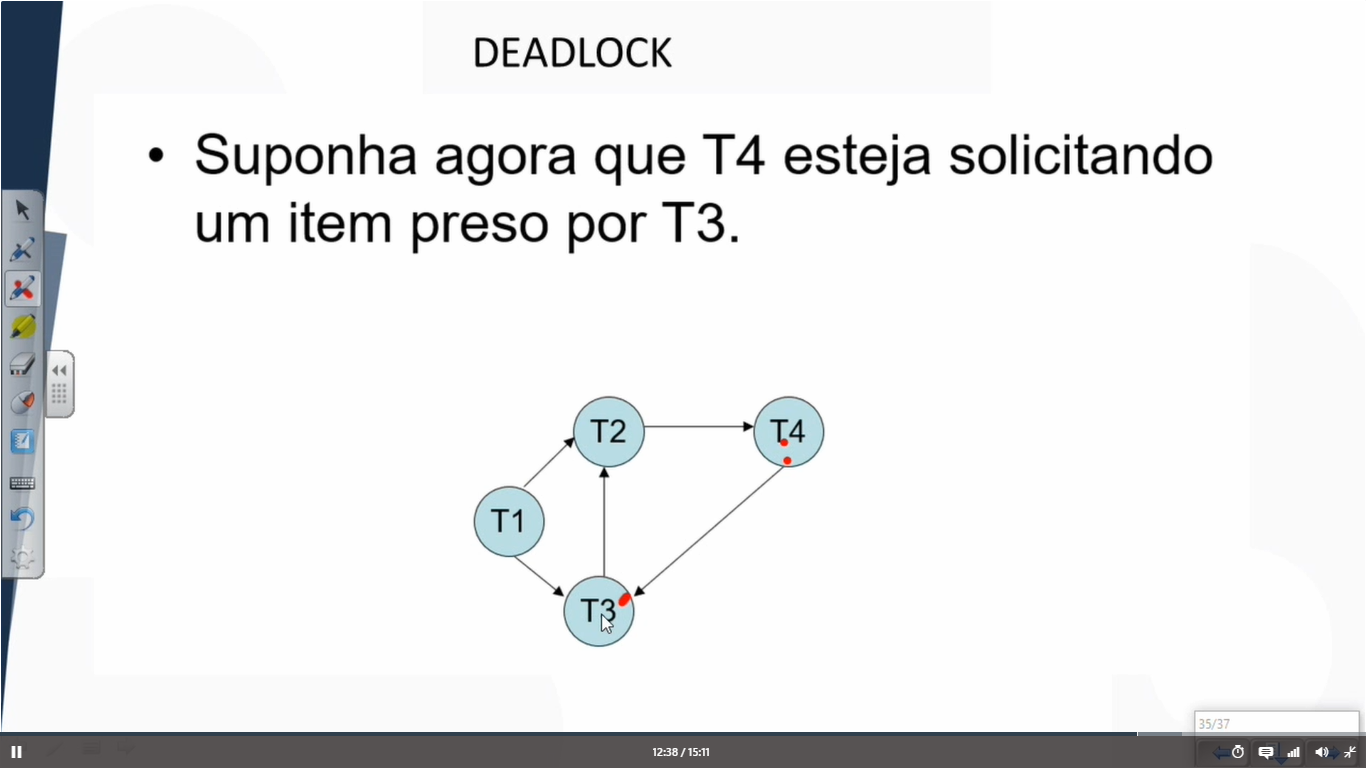 DEADLOCK
• Suponha agora que T4 esteja solicitando
um item preso por T3.
T2
T4
T1
T3
35/37
12:38 / 15:11